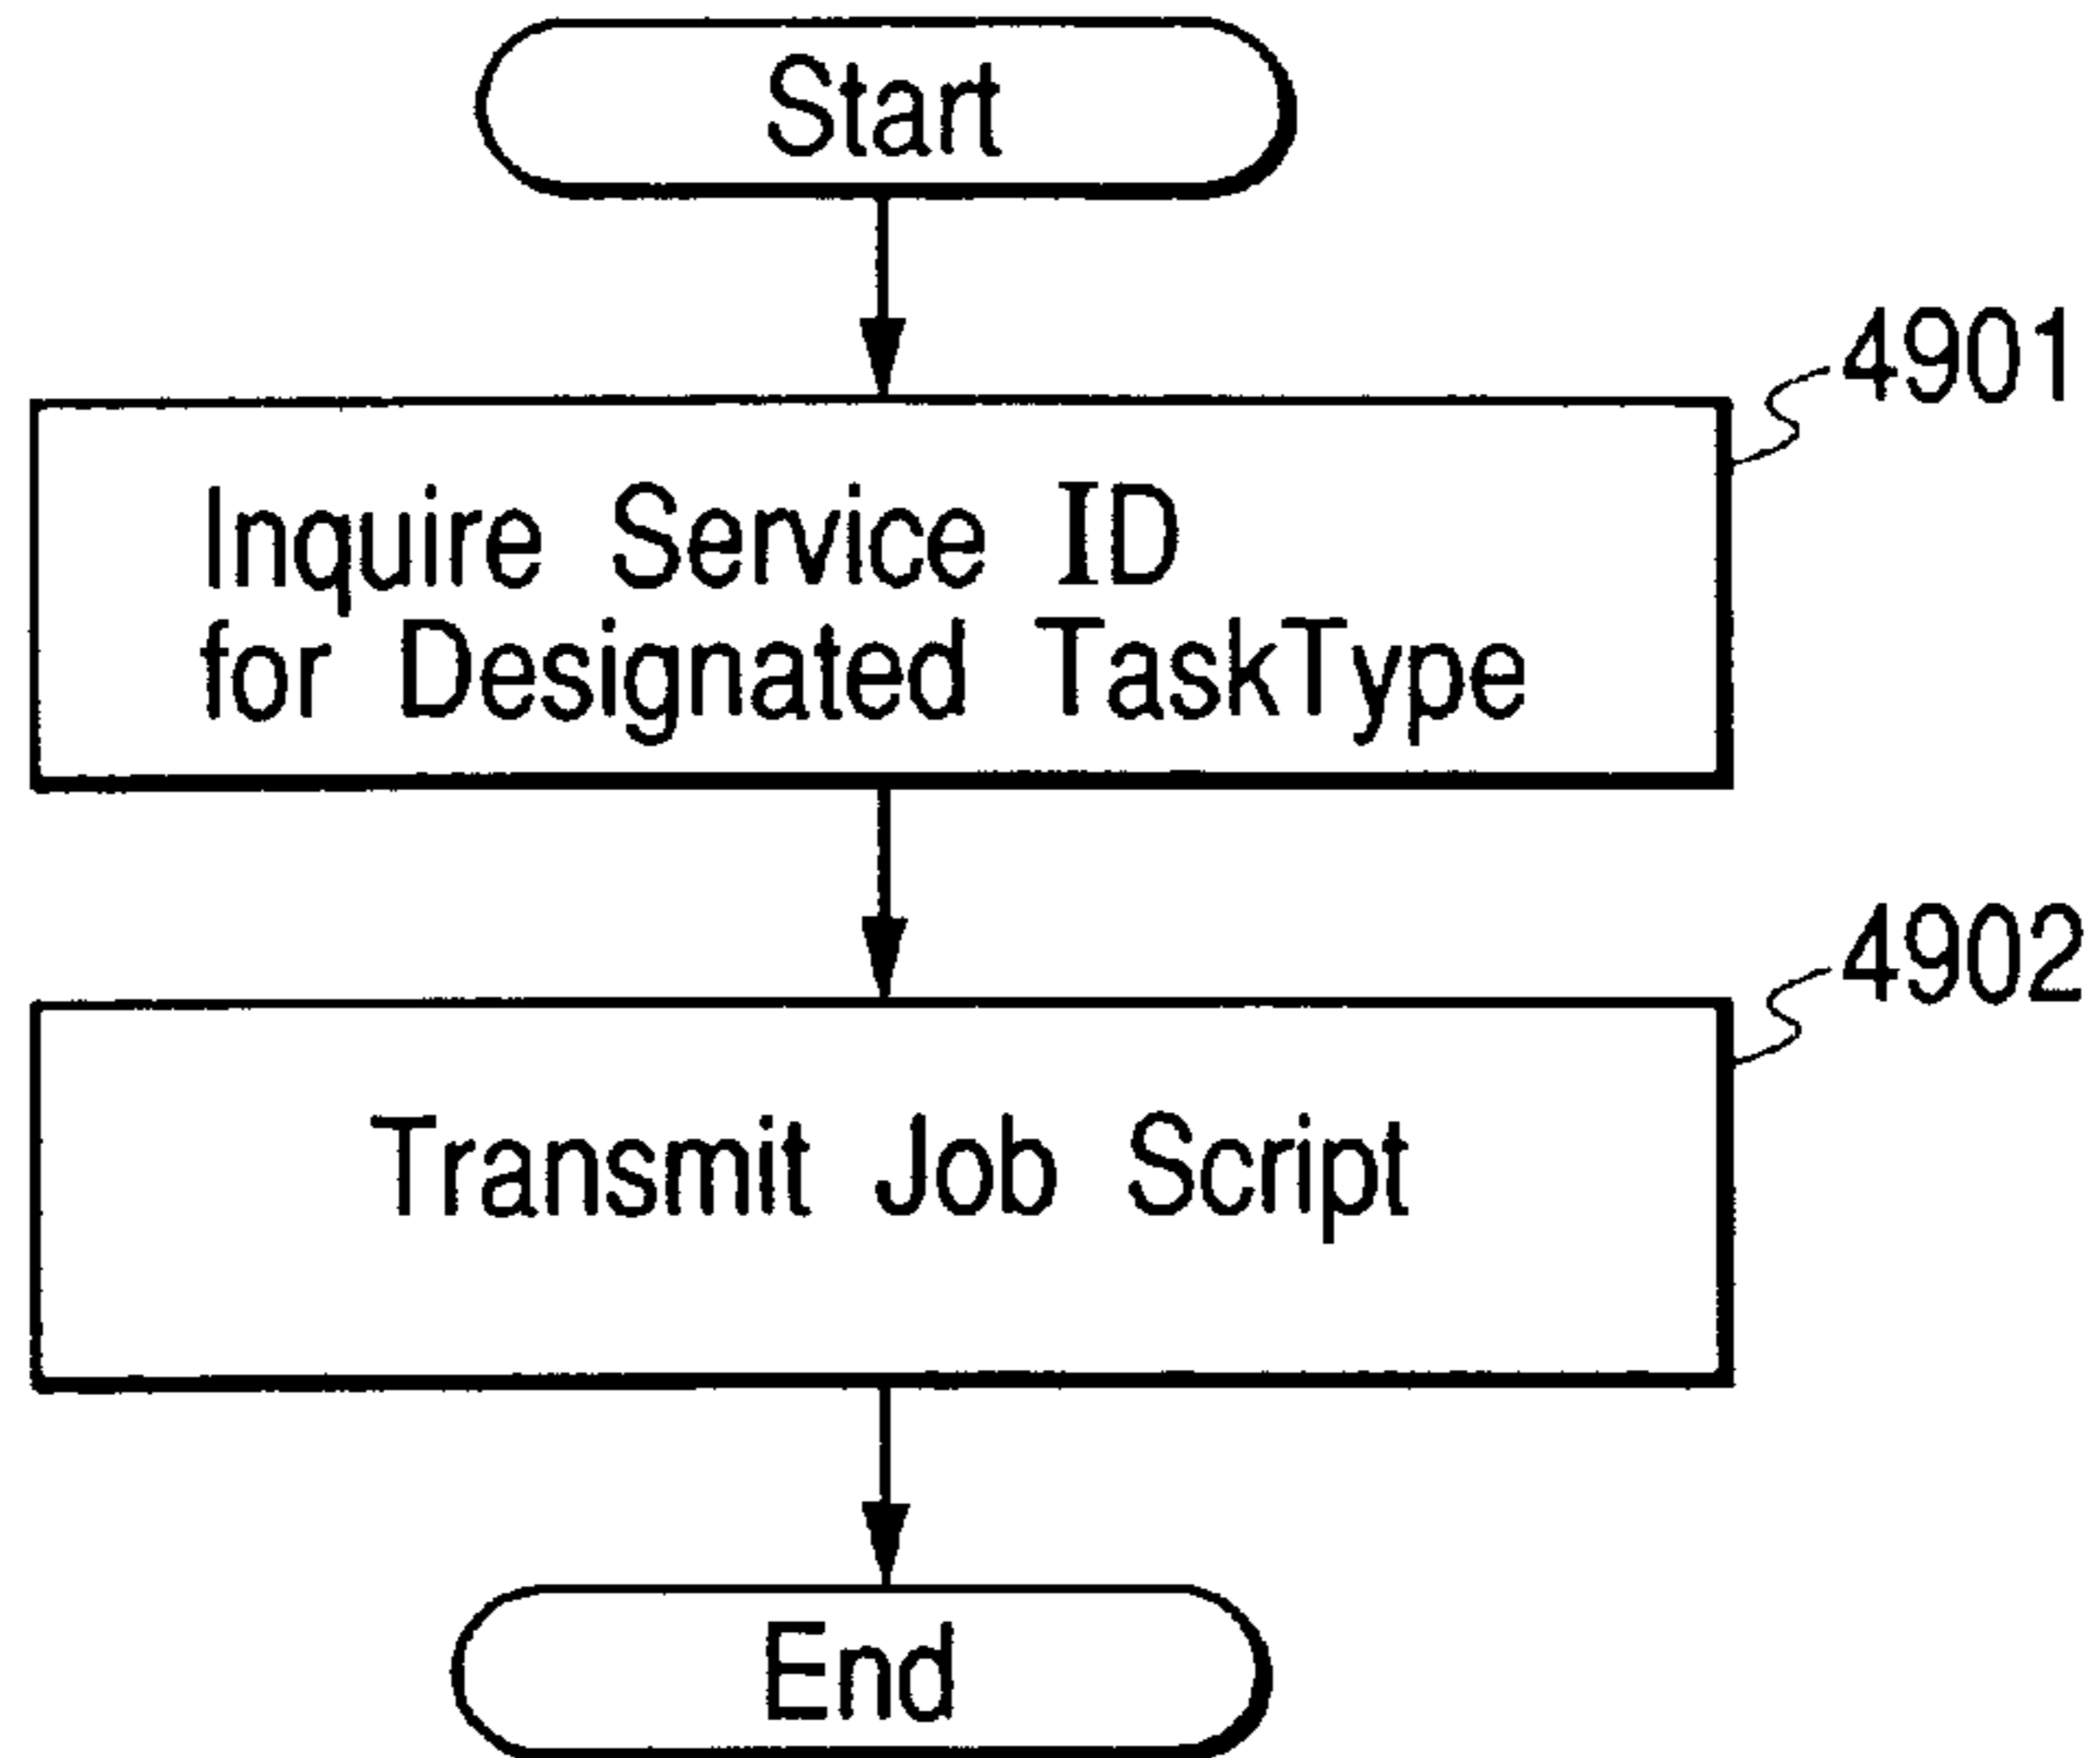 Start
4901
Inquire Service ID
for Designated TaskType
4902
Transmit Job Script
End